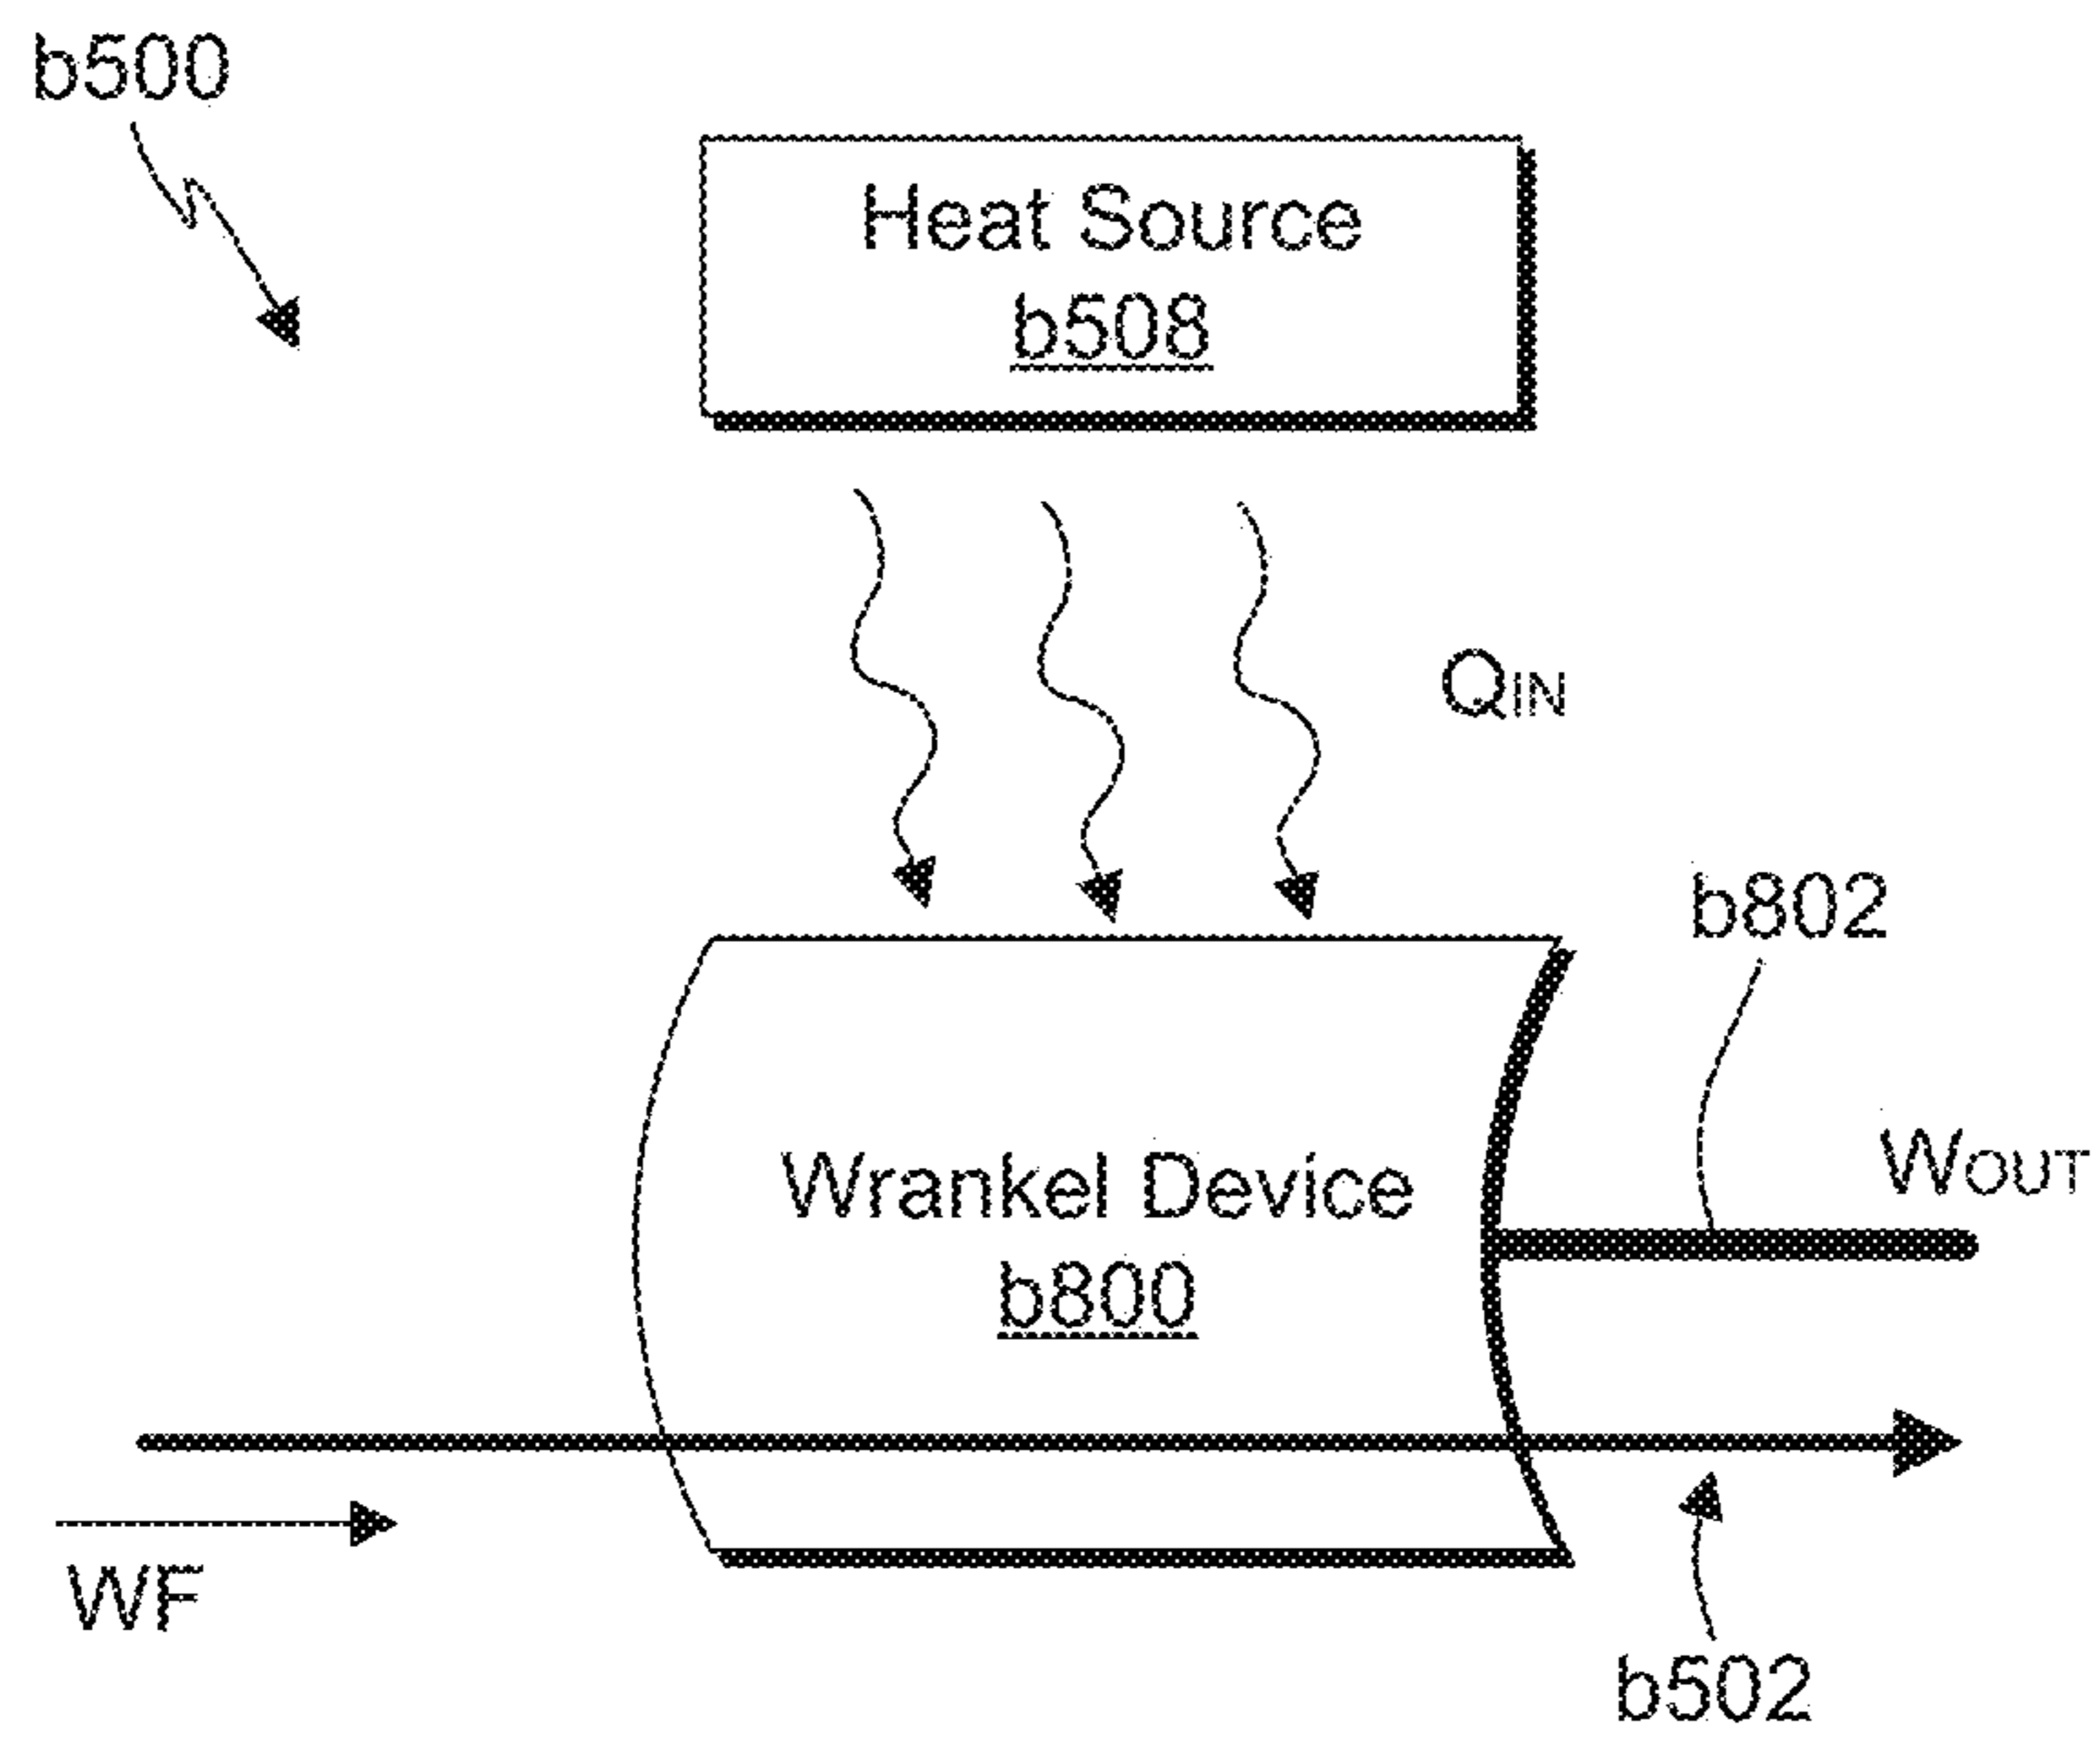 b500
Heat Source
b508
QIN
b802
Wrankel Device
b800
WOUT
WF
b502